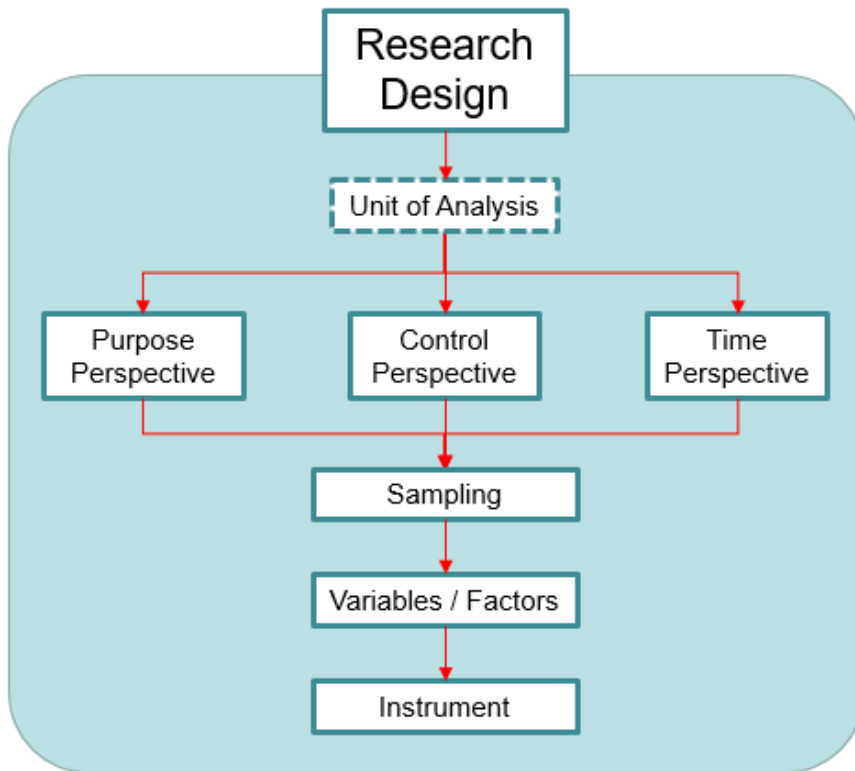 Research
Design
Unit of Analysis
Purpose
Perspective
Control
Perspective
Time
Perspective
Sampling
Variables / Factors
Instrument